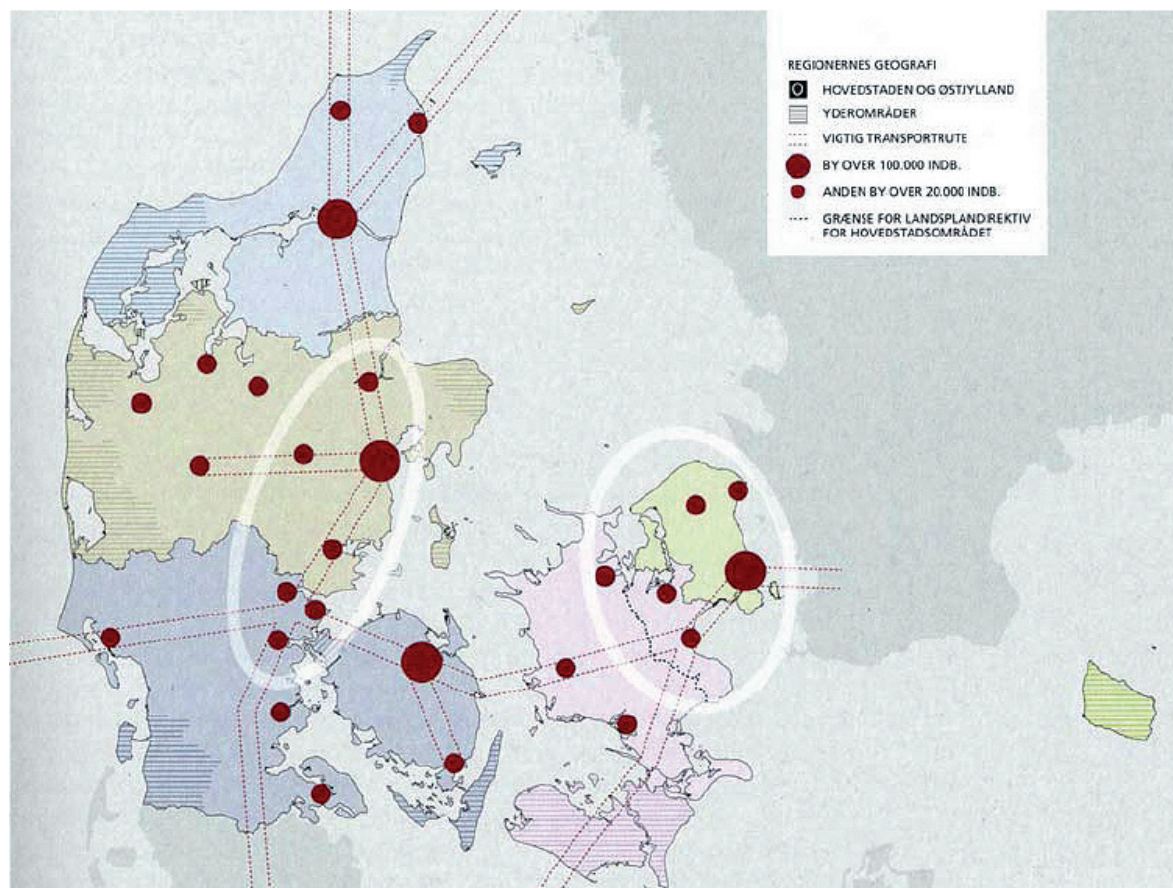 REGIONERNES GEOGRAFI
HOVEDSTADEN OG ØSTJYLLAND
YDEROMRÅDER
VIGTIG TRANSPORTRUTE
BY OVER 100.000 INDB.
ANDEN BY OVER 20.000 INDB.
GRÆNSE FOR LANDSPLANDIREKTIV
FOR HOVEDSTADSOMRÅDET